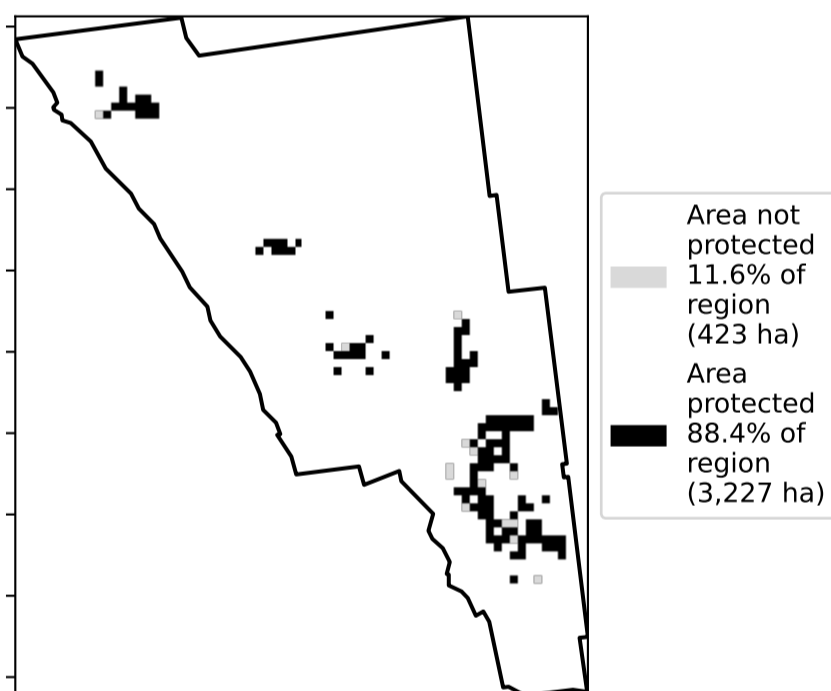 Area not
protected
11.6% of
region
(423 ha)
Area
protected
88.4% of
region
(3,227 ha)